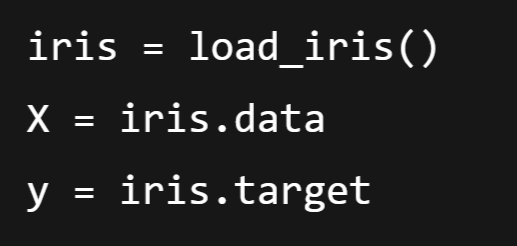 iris = load_iris()
X = iris.data
y = iris.target